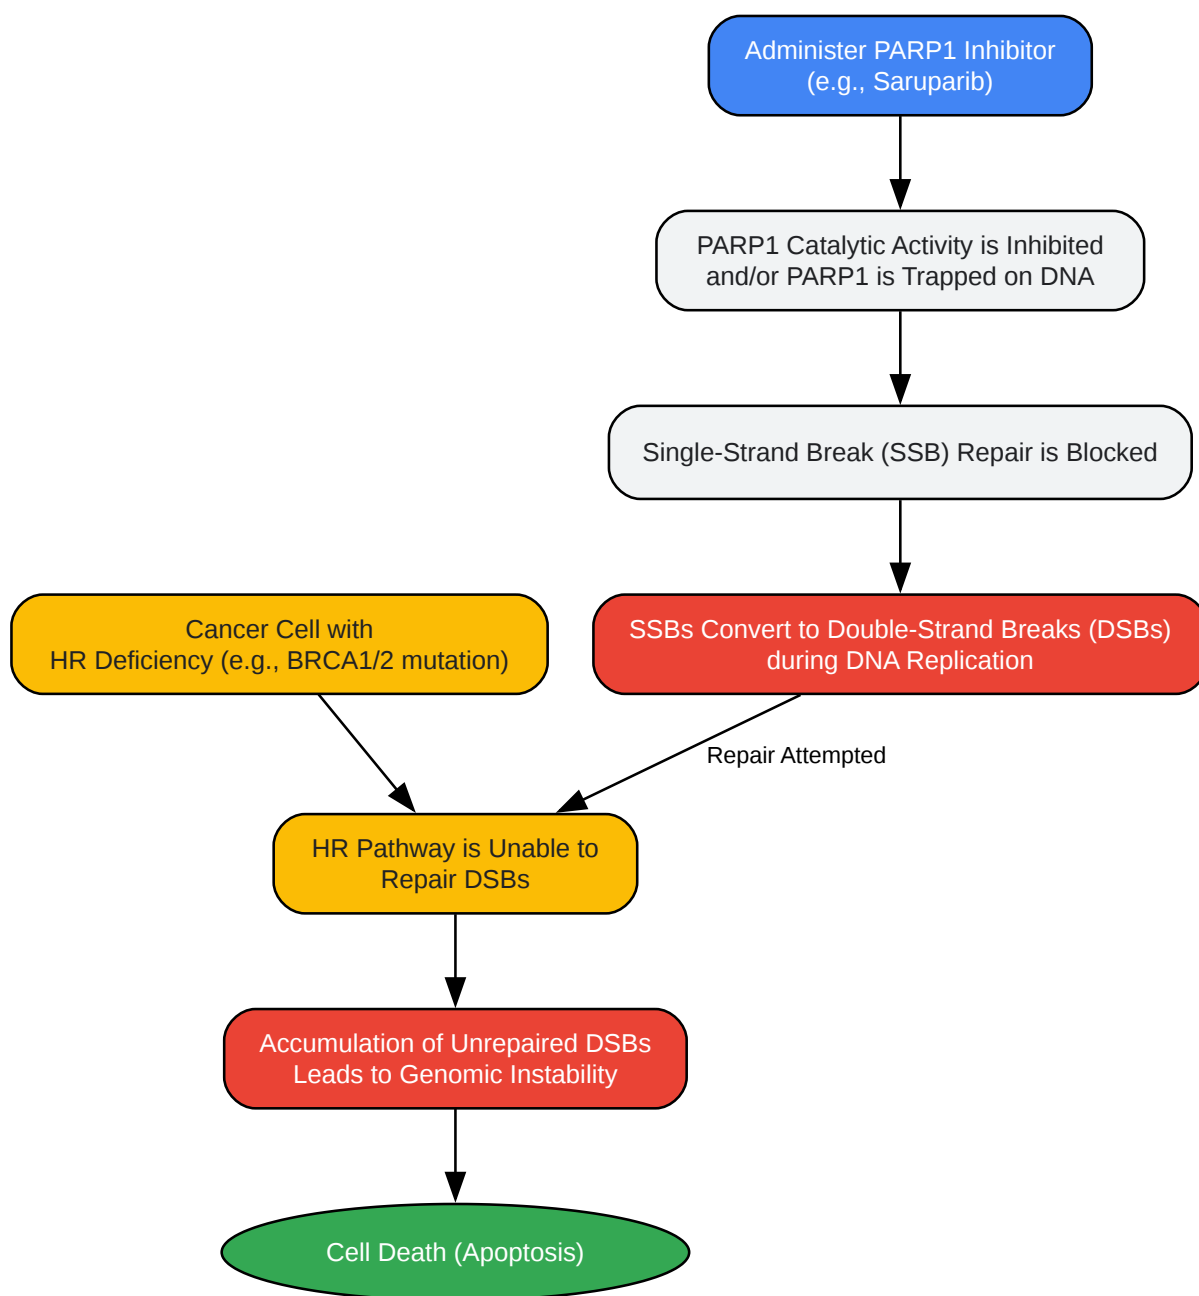 Administer PARP1 Inhibitor
(e.g., Saruparib)
PARP1 Catalytic Activity is Inhibited
and/or PARP1 is Trapped on DNA
Single-Strand Break (SSB) Repair is Blocked
Cancer Cell with
HR Deficiency (e.g., BRCA1/2 mutation)
SSBs Convert to Double-Strand Breaks (DSBs)
during DNA Replication
Repair Attempted
HR Pathway is Unable to
Repair DSBs
Accumulation of Unrepaired DSBs
Leads to Genomic Instability
Cell Death (Apoptosis)